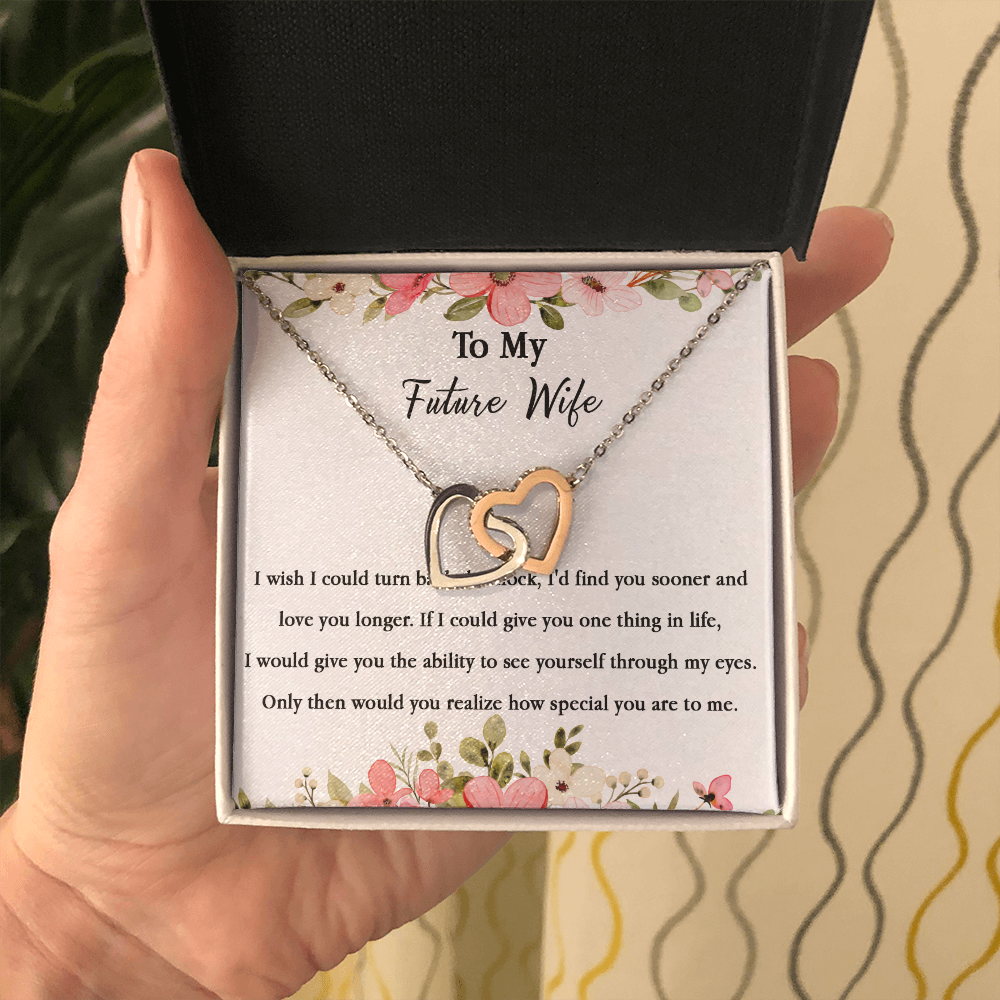 To My
Future Wife
I wish I could turn ock, I'd find you sooner and
love you longer. If I could give you one thing in life,
I would give you the ability to see yourself through my eyes.
Only then would you realize how special you are to me.